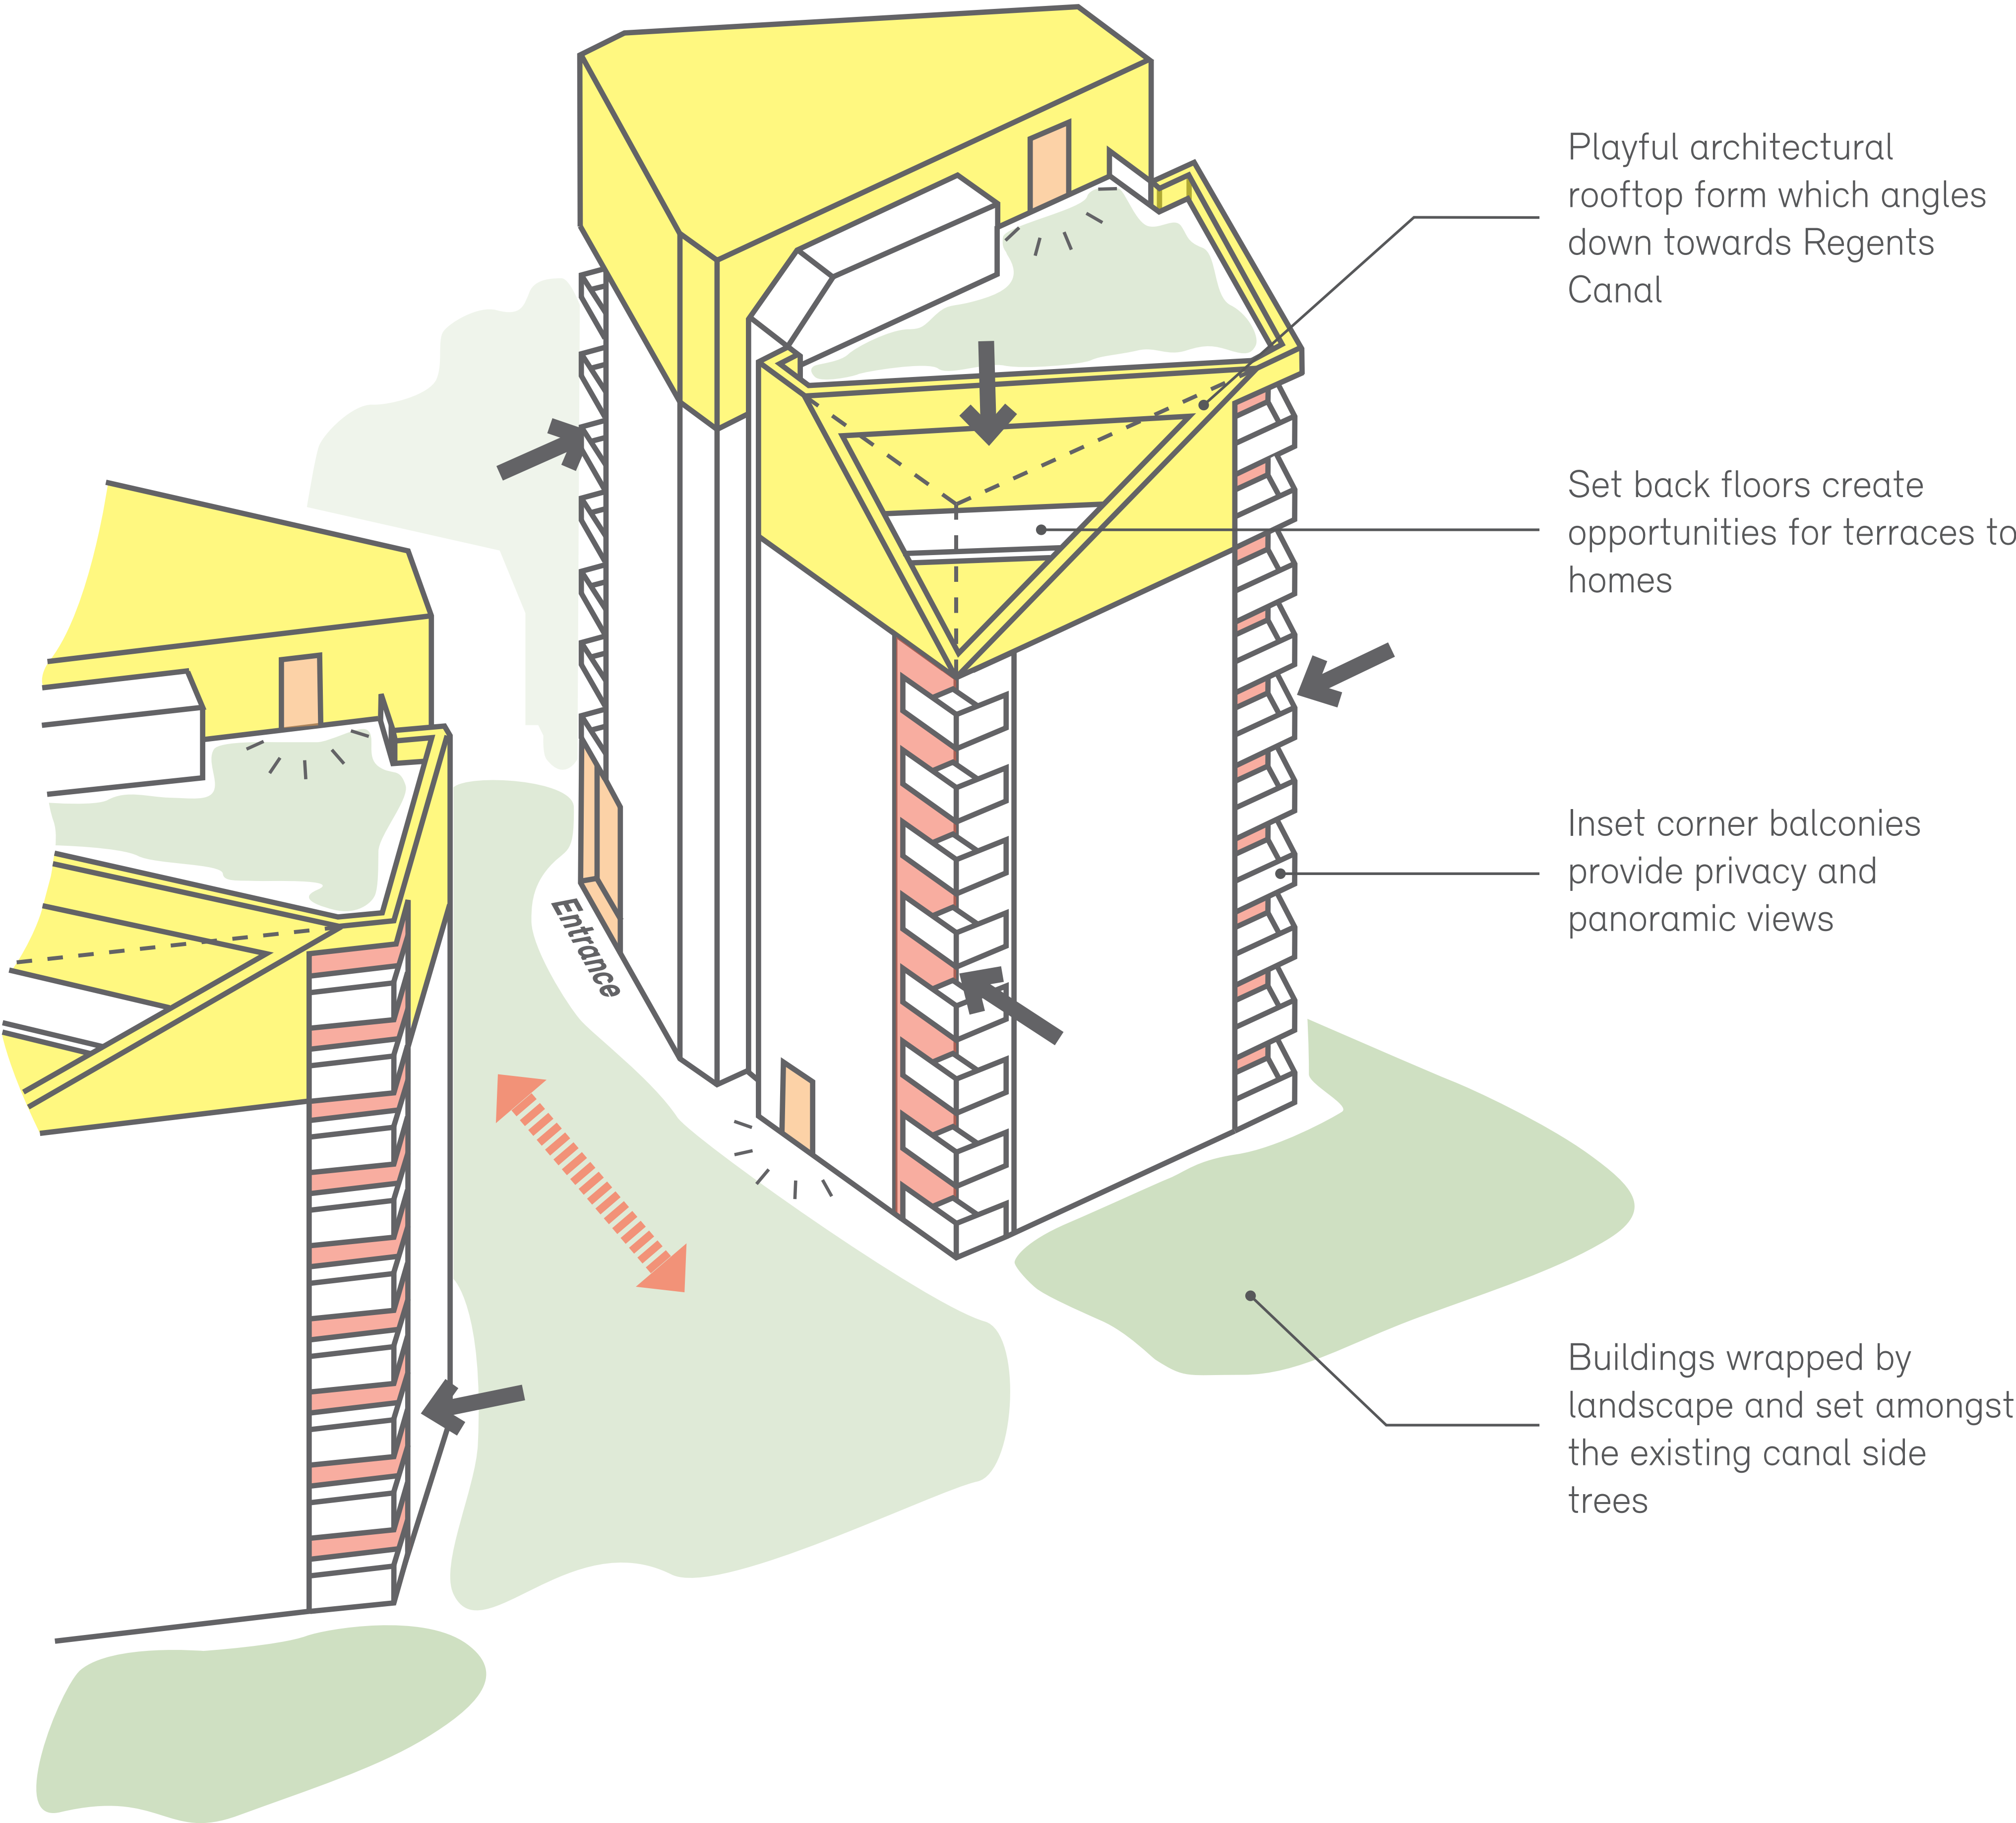 Playful architectural
rooftop form which angles
down towards Regents
Canal
Set back floors create
opportunities for terraces to
homes
Inset corner balconies
provide privacy and
panoramic views
Entrance
Buildings wrapped by
landscape and set amongst
the existing canal side
trees